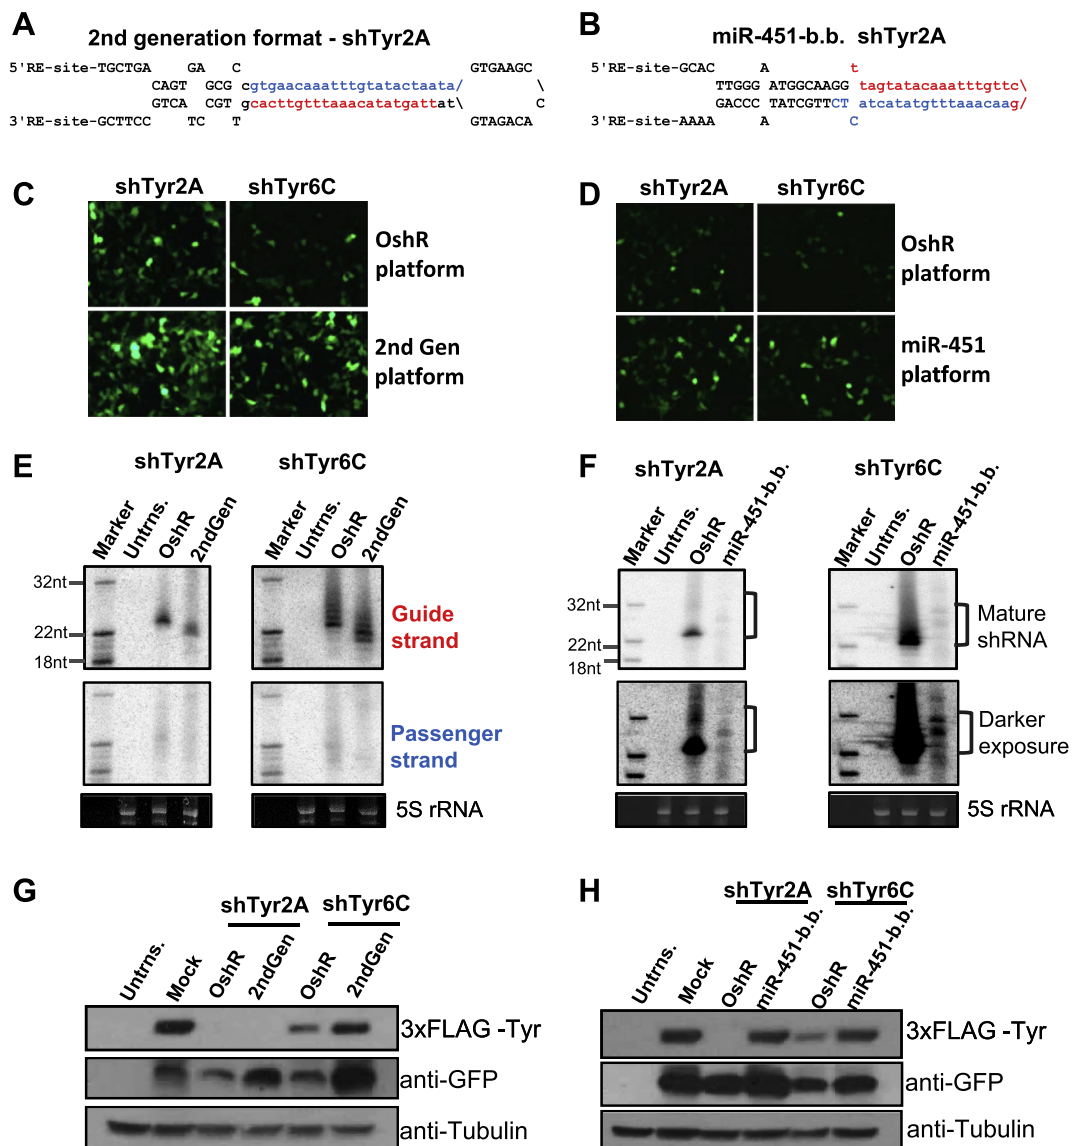 A
2nd generation format - shTyr2A
5'RE-site-TGCTGA GA C GTGAAGC
CAGT GCG cgtgaacaaatttgtatactaata/ \
GTCA CGT gcacttgtttaaacatatgattat\ C
3'RE-site-GCTTCC TC T GTAGACA
B
miR-451-b.b. shTyr2A
5'RE-site-GCAC A t
TTGGG ATGGCAAGG tagtatacaaatttgttc\
GACCC TATCGTTCT atcatatgtttaaacaag/
3'RE-site-AAAA A C
C
shTyr2A shTyr6C
OshR
platform
2nd Gen
platform
D
shTyr2A shTyr6C
OshR
platform
miR-451
platform
E
shTyr2A shTyr6C
Marker Untrns. OshR 2ndGen Marker Untrns. OshR 2ndGen
32nt
22nt
18nt
Guide
strand
Passenger
strand
5S rRNA
F
shTyr2A shTyr6C
Marker Untrns. OshR miR-451-b.b. Marker Untrns. OshR miR-451-b.b.
32nt
22nt
18nt
Mature
shRNA
Darker
exposure
5S rRNA
G
shTyr2A shTyr6C
Untrns. Mock OshR 2ndGen OshR 2ndGen
3xFLAG -Tyr
anti-GFP
anti-Tubulin
H
shTyr2A shTyr6C
Untrns. Mock OshR miR-451-b.b. OshR miR-451-b.b.
3xFLAG -Tyr
anti-GFP
anti-Tubulin